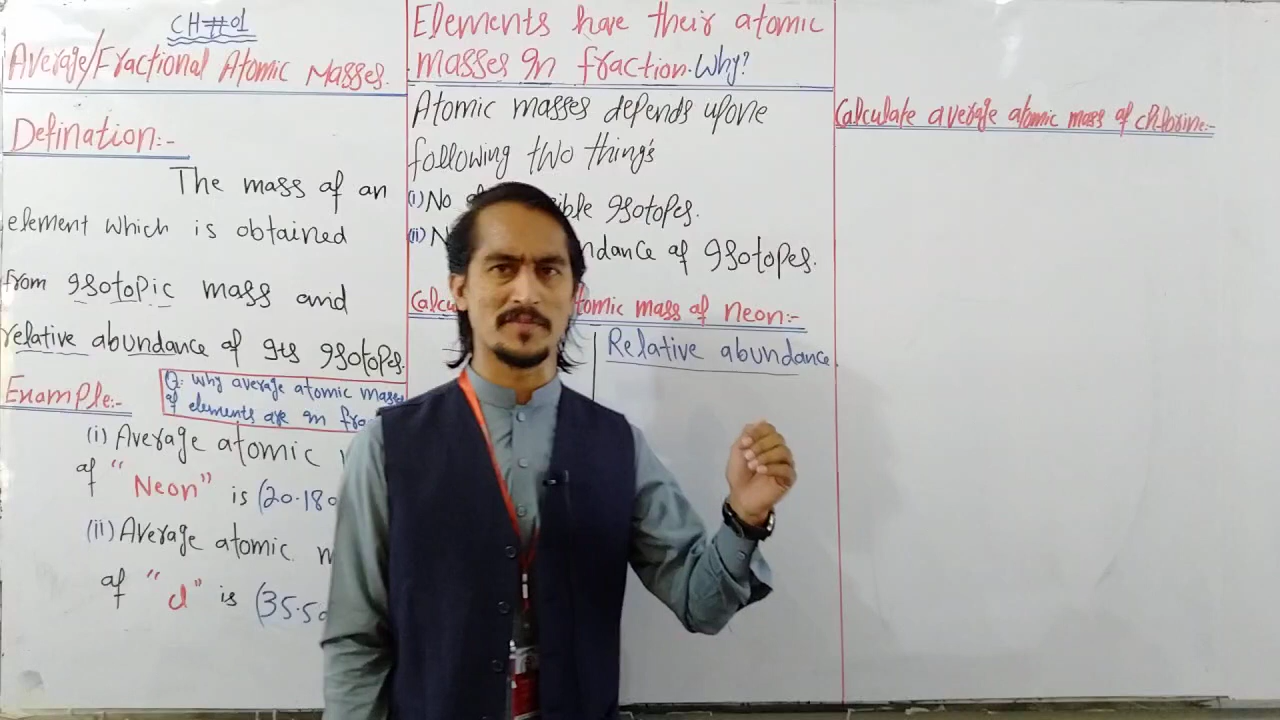 CH#01
Average/Fractional Atomic Masses.
Defination:-
The mass of an
element which is obtained
from isotopic mass and
relative abundance of its isotopes.
Example:-
Q: why average atomic masses
of elements are in
(i) Average atomic
of "Neon" is (20.180
(ii) Average atomic
of "Cl" is (35.5
Elements have their atomic
masses in fraction. Why?
Atomic masses depends upone
following two thing's
(i) No isotopes.
(ii) of isotopes.
mass of Neon:-
Relative abundance
Calculate average atomic mass of chlorine:-